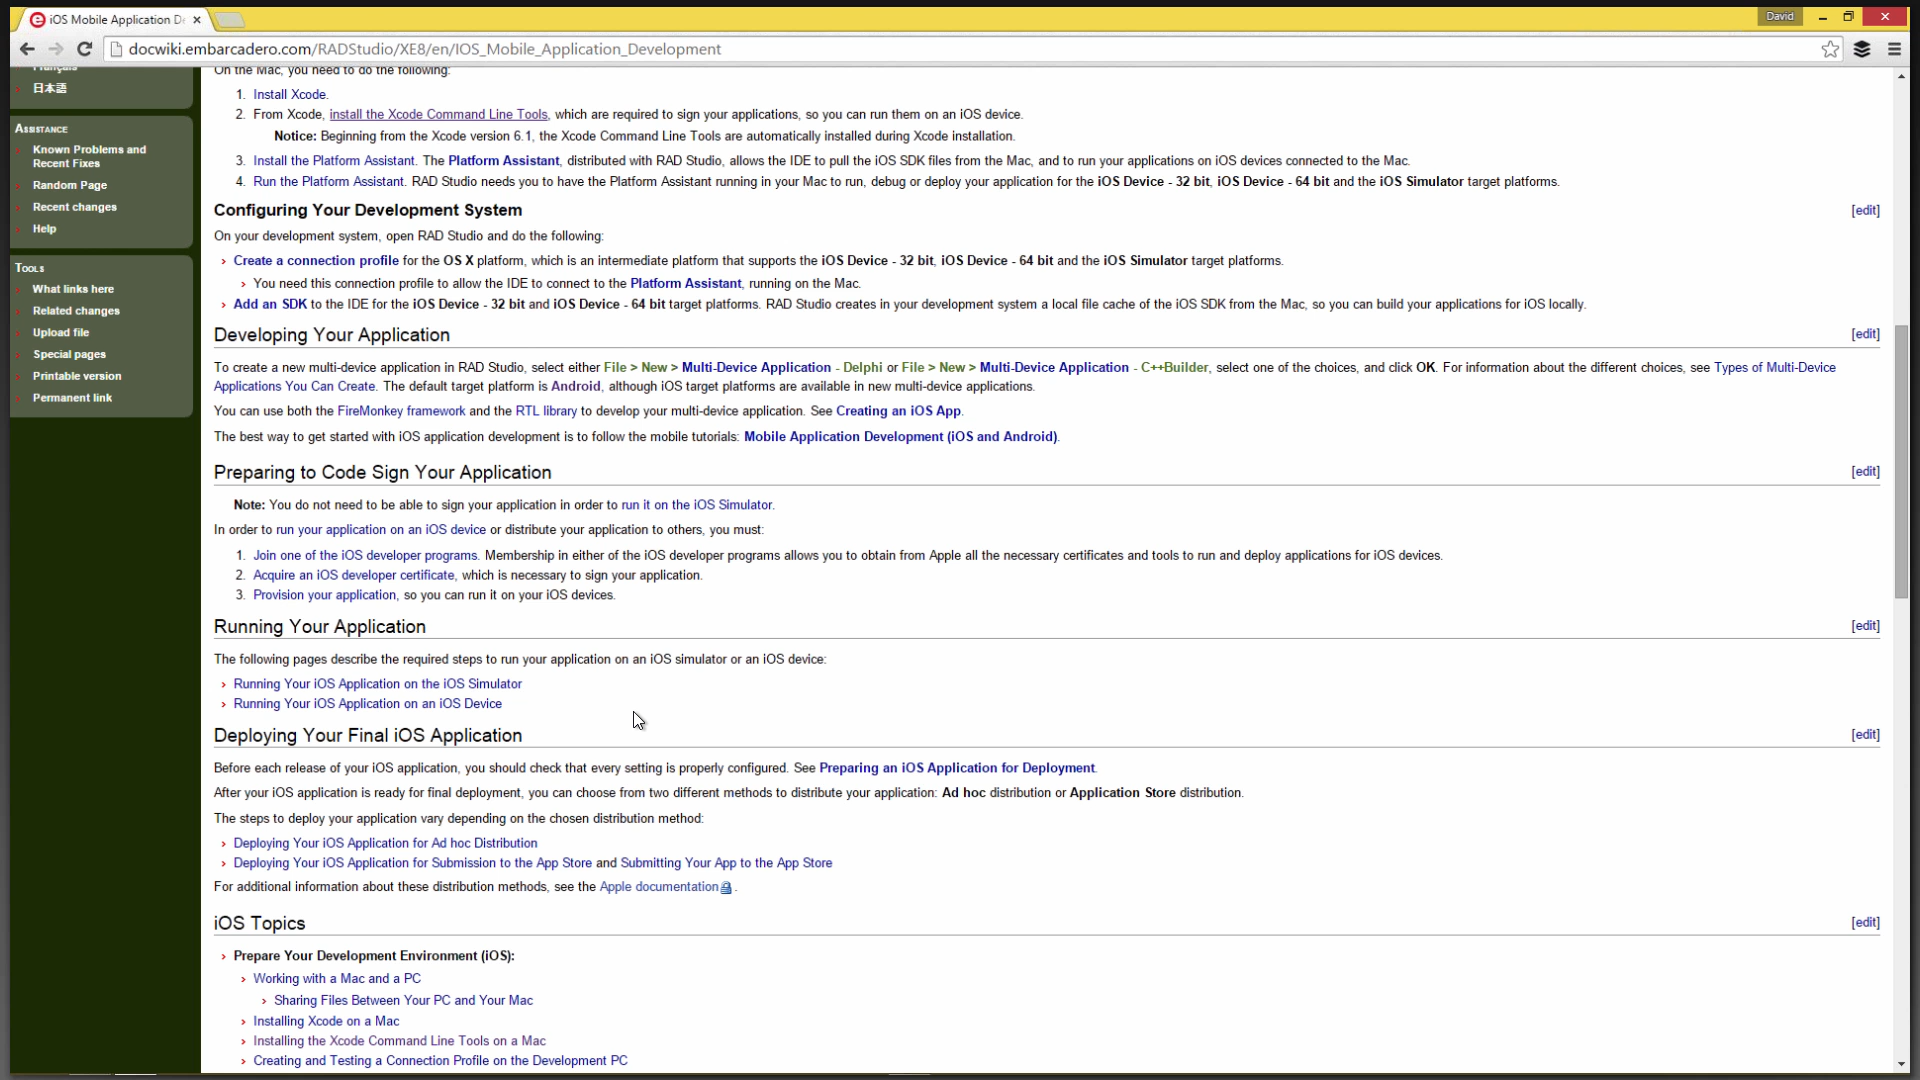 iOS Mobile Application De
David
docwiki.embarcadero.com/RADStudio/XE8/en/IOS_Mobile_Application_Development
Français
日本語
Assistance
Known Problems and
Recent Fixes
Random Page
Recent changes
Help
Tools
What links here
Related changes
Upload file
Special pages
Printable version
Permanent link
On the Mac, you need to do the following:
1. Install Xcode.
2. From Xcode, install the Xcode Command Line Tools, which are required to sign your applications, so you can run them on an iOS device.
Notice: Beginning from the Xcode version 6.1, the Xcode Command Line Tools are automatically installed during Xcode installation.
3. Install the Platform Assistant. The Platform Assistant, distributed with RAD Studio, allows the IDE to pull the iOS SDK files from the Mac, and to run your applications on iOS devices connected to the Mac.
4. Run the Platform Assistant. RAD Studio needs you to have the Platform Assistant running in your Mac to run, debug or deploy your application for the iOS Device - 32 bit, iOS Device - 64 bit and the iOS Simulator target platforms.
Configuring Your Development System [edit]
On your development system, open RAD Studio and do the following:
› Create a connection profile for the OS X platform, which is an intermediate platform that supports the iOS Device - 32 bit, iOS Device - 64 bit and the iOS Simulator target platforms.
› You need this connection profile to allow the IDE to connect to the Platform Assistant, running on the Mac.
› Add an SDK to the IDE for the iOS Device - 32 bit and iOS Device - 64 bit target platforms. RAD Studio creates in your development system a local file cache of the iOS SDK from the Mac, so you can build your applications for iOS locally.
Developing Your Application [edit]
To create a new multi-device application in RAD Studio, select either File > New > Multi-Device Application - Delphi or File > New > Multi-Device Application - C++Builder, select one of the choices, and click OK. For information about the different choices, see Types of Multi-Device
Applications You Can Create. The default target platform is Android, although iOS target platforms are available in new multi-device applications.
You can use both the FireMonkey framework and the RTL library to develop your multi-device application. See Creating an iOS App.
The best way to get started with iOS application development is to follow the mobile tutorials: Mobile Application Development (iOS and Android).
Preparing to Code Sign Your Application [edit]
Note: You do not need to be able to sign your application in order to run it on the iOS Simulator.
In order to run your application on an iOS device or distribute your application to others, you must:
1. Join one of the iOS developer programs. Membership in either of the iOS developer programs allows you to obtain from Apple all the necessary certificates and tools to run and deploy applications for iOS devices.
2. Acquire an iOS developer certificate, which is necessary to sign your application.
3. Provision your application, so you can run it on your iOS devices.
Running Your Application [edit]
The following pages describe the required steps to run your application on an iOS simulator or an iOS device:
› Running Your iOS Application on the iOS Simulator
› Running Your iOS Application on an iOS Device
Deploying Your Final iOS Application [edit]
Before each release of your iOS application, you should check that every setting is properly configured. See Preparing an iOS Application for Deployment.
After your iOS application is ready for final deployment, you can choose from two different methods to distribute your application: Ad hoc distribution or Application Store distribution.
The steps to deploy your application vary depending on the chosen distribution method:
› Deploying Your iOS Application for Ad hoc Distribution
› Deploying Your iOS Application for Submission to the App Store and Submitting Your App to the App Store
For additional information about these distribution methods, see the Apple documentation .
iOS Topics [edit]
› Prepare Your Development Environment (iOS):
› Working with a Mac and a PC
› Sharing Files Between Your PC and Your Mac
› Installing Xcode on a Mac
› Installing the Xcode Command Line Tools on a Mac
› Creating and Testing a Connection Profile on the Development PC